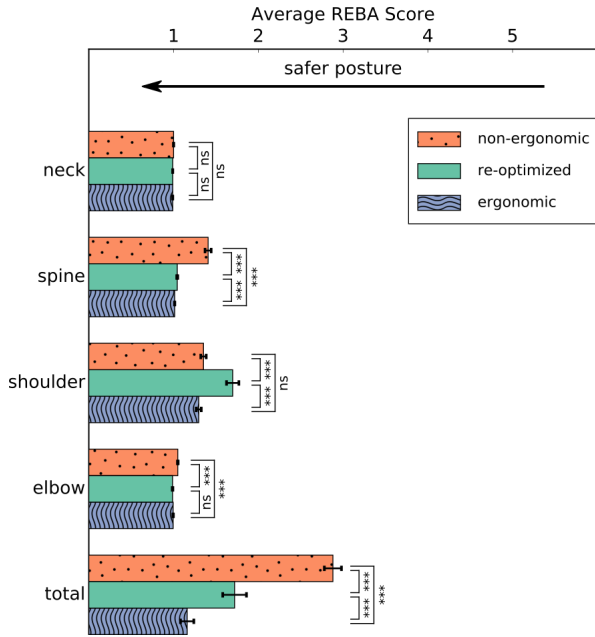 Average REBA Score
1 2 3 4 5
safer posture
non-ergonomic
re-optimized
ergonomic
neck
ns
ns
ns
spine
***
***
***
shoulder
***
***
ns
elbow
***
ns
***
total
***
***
***